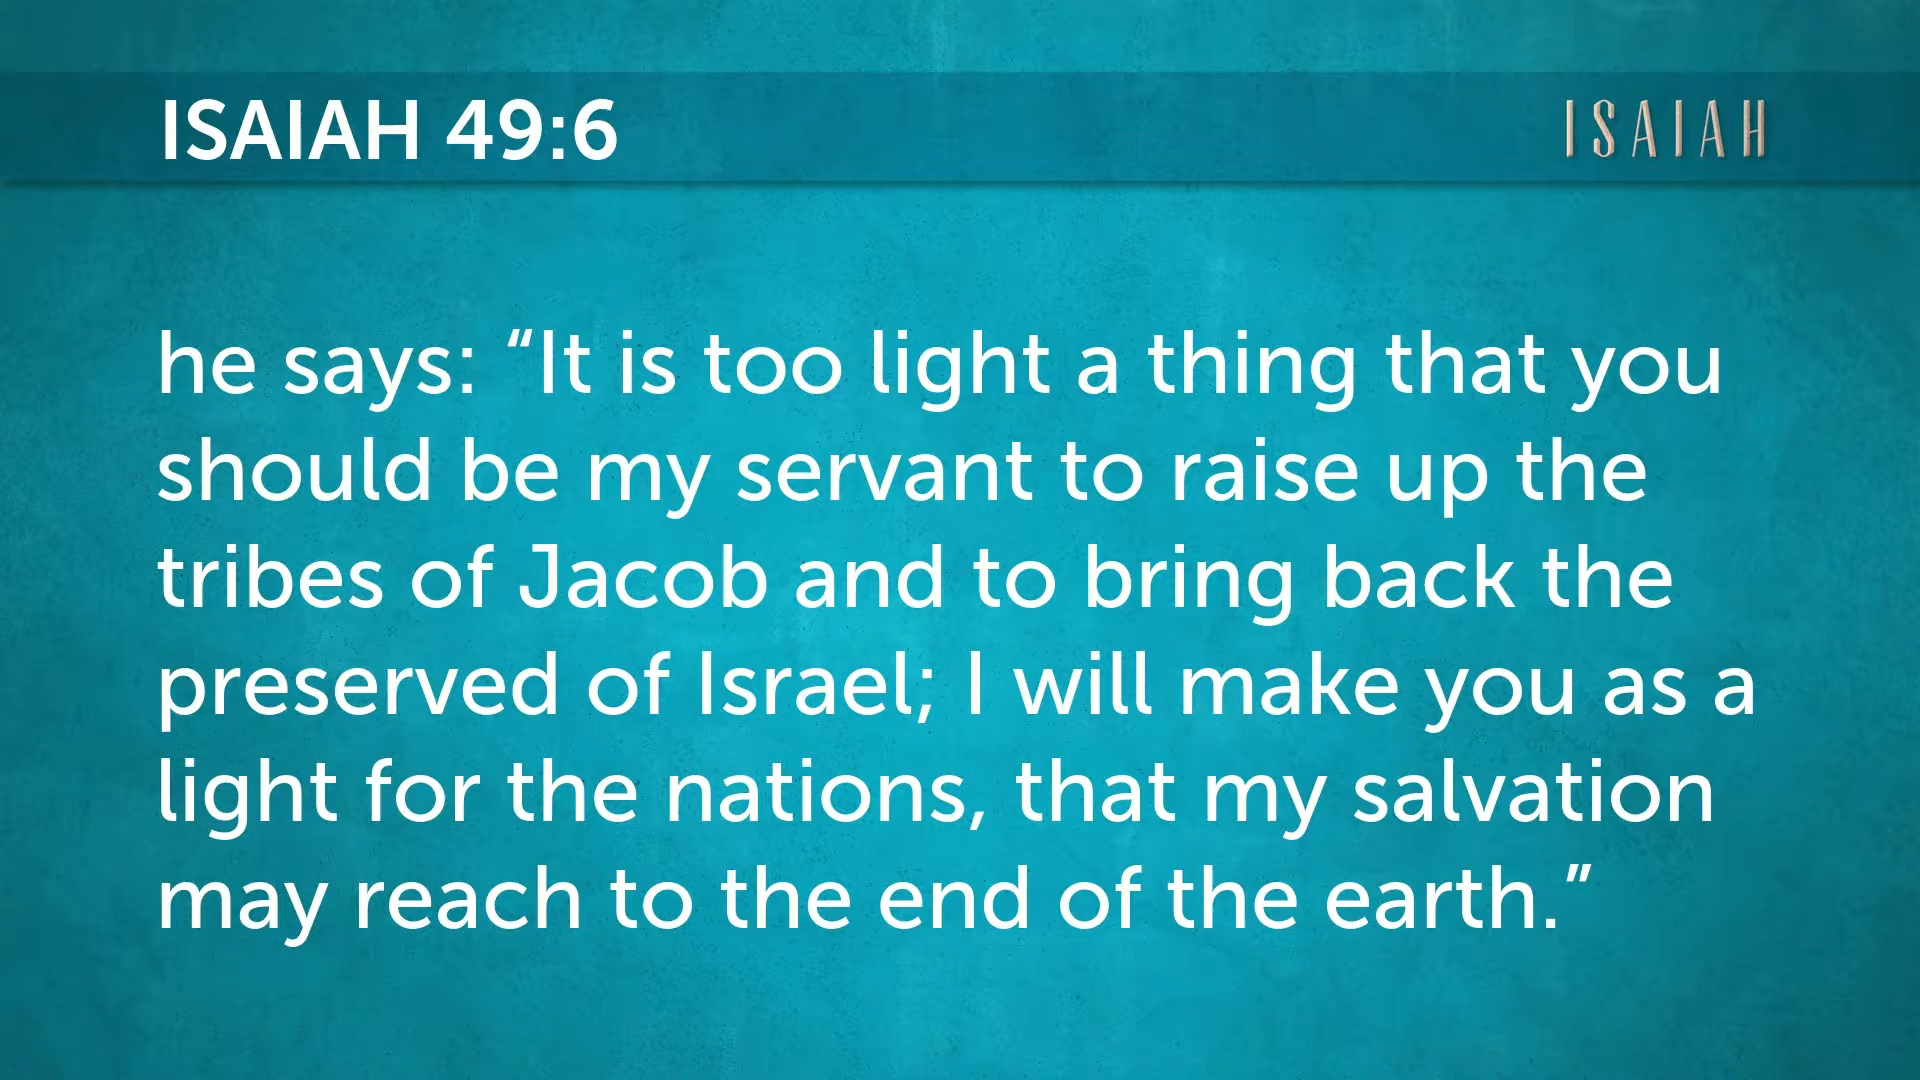 ISAIAH 49:6
ISAIAH
he says: “It is too light a thing that you
should be my servant to raise up the
tribes of Jacob and to bring back the
preserved of Israel; I will make you as a
light for the nations, that my salvation
may reach to the end of the earth.”